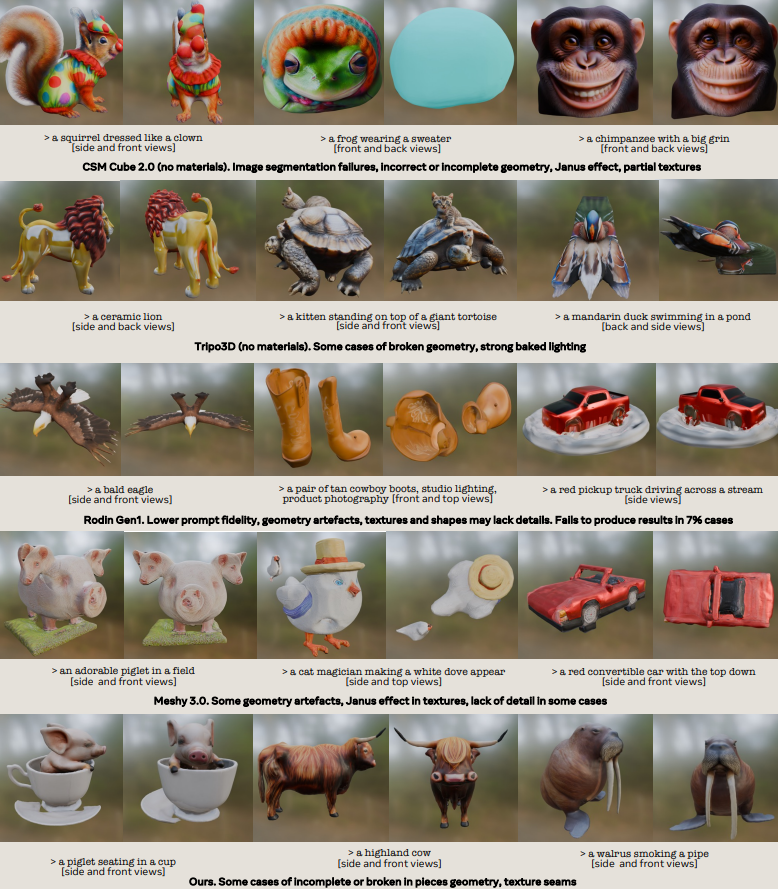 > a squirrel dressed like a clown
[side and front views]
> a frog wearing a sweater
[front and back views]
> a chimpanzee with a big grin
[front and back views]
CSM Cube 2.0 (no materials). Image segmentation failures, incorrect or incomplete geometry, Janus effect, partial textures
> a ceramic lion
[side and back views]
> a kitten standing on top of a giant tortoise
[side and front views]
> a mandarin duck swimming in a pond
[back and side views]
Tripo3D (no materials). Some cases of broken geometry, strong baked lighting
> a bald eagle
[side and front views]
> a pair of tan cowboy boots, studio lighting,
product photography [front and top views]
> a red pickup truck driving across a stream
[side views]
Rodin Gen1. Lower prompt fidelity, geometry artefacts, textures and shapes may lack details. Fails to produce results in 7% cases
> an adorable piglet in a field
[side and front views]
> a cat magician making a white dove appear
[side and top views]
> a red convertible car with the top down
[side and front views]
Meshy 3.0. Some geometry artefacts, Janus effect in textures, lack of detail in some cases
> a piglet seating in a cup
[side and front views]
> a highland cow
[side and front views]
> a walrus smoking a pipe
[side and front views]
Ours. Some cases of incomplete or broken in pieces geometry, texture seams